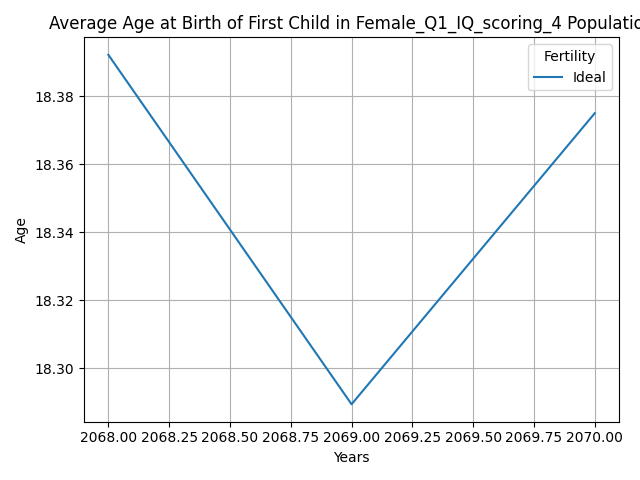 Average Age at Birth of First Child in Female_Q1_IQ_scoring_4 Populatio
Fertility
Ideal
18.38
18.36
18.34
18.32
18.30
Age
2068.00 2068.25 2068.50 2068.75 2069.00 2069.25 2069.50 2069.75 2070.00
Years